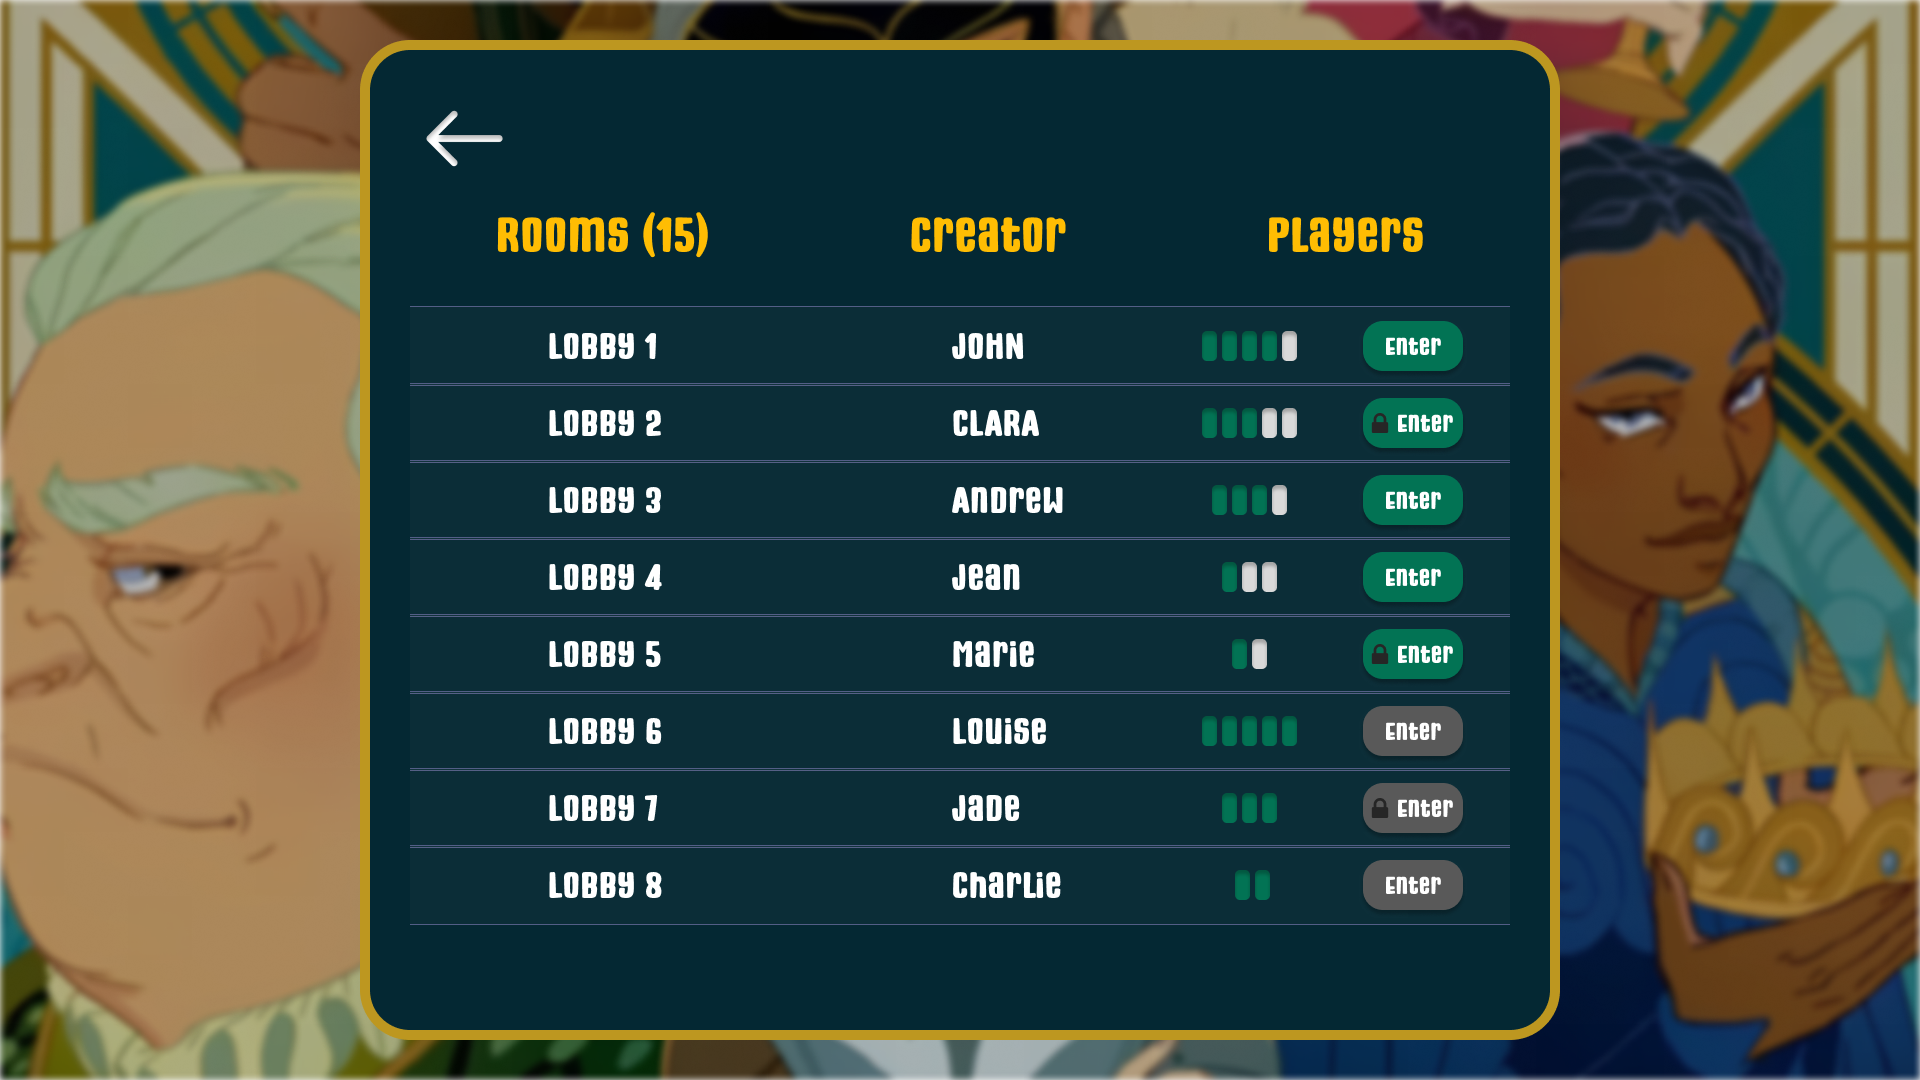 ROOMS (15) Creator Players
LOBBY 1 JOHN Enter
LOBBY 2 CLARA Enter
LOBBY 3 Andrew Enter
LOBBY 4 Jean Enter
LOBBY 5 Marie Enter
LOBBY 6 Louise Enter
LOBBY 7 Jade Enter
LOBBY 8 Charlie Enter